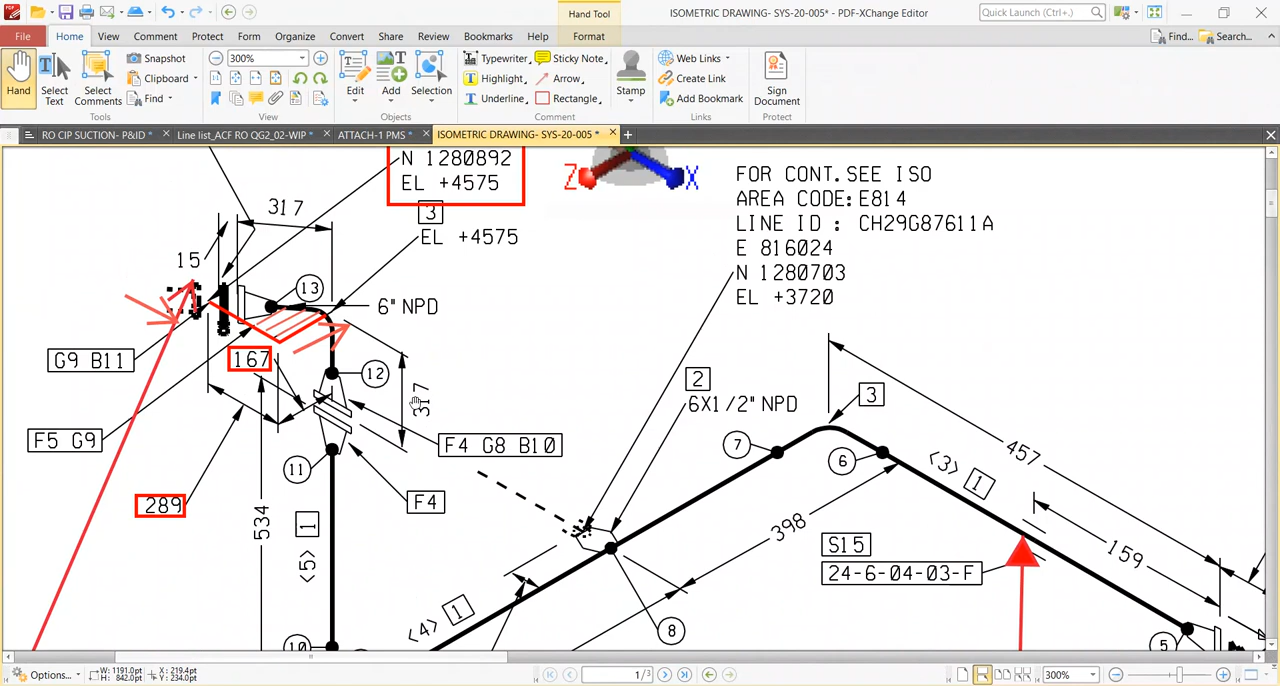 Hand Tool
ISOMETRIC DRAWING- SYS-20-005* - PDF-XChange Editor
Quick Launch (Ctrl+.)
File
Home
View
Comment
Protect
Form
Organize
Convert
Share
Review
Bookmarks
Help
Format
Find...
Search...
Hand
Select Text
Select Comments
Snapshot
Clipboard
Find
Tools
300%
View
Edit
Add
Selection
Objects
Typewriter
Highlight
Underline
Sticky Note
Arrow
Rectangle
Comment
Stamp
Web Links
Create Link
Add Bookmark
Links
Sign Document
Protect
RO CIP SUCTION- P&ID *
Line list_ACF RO QG2_02-WIP *
ATTACH-1 PMS *
ISOMETRIC DRAWING- SYS-20-005 *
N 1280892
EL +4575
3
EL +4575
Z
X
FOR CONT.SEE ISO
AREA CODE:E814
LINE ID : CH29G87611A
E 816024
N 1280703
EL +3720
317
15
13
6" NPD
G9 B11
167
12
317
F5 G9
F4 G8 B10
11
F4
289
534
1
<5>
10
2
6X1/2" NPD
7
3
6
<3> 1
457
398
159
S15
24-6-04-03-F
<4> 1
8
5
Options...
W: 1191.0pt
H: 842.0pt
X: 219.4pt
Y: 234.0pt
1/3
300%